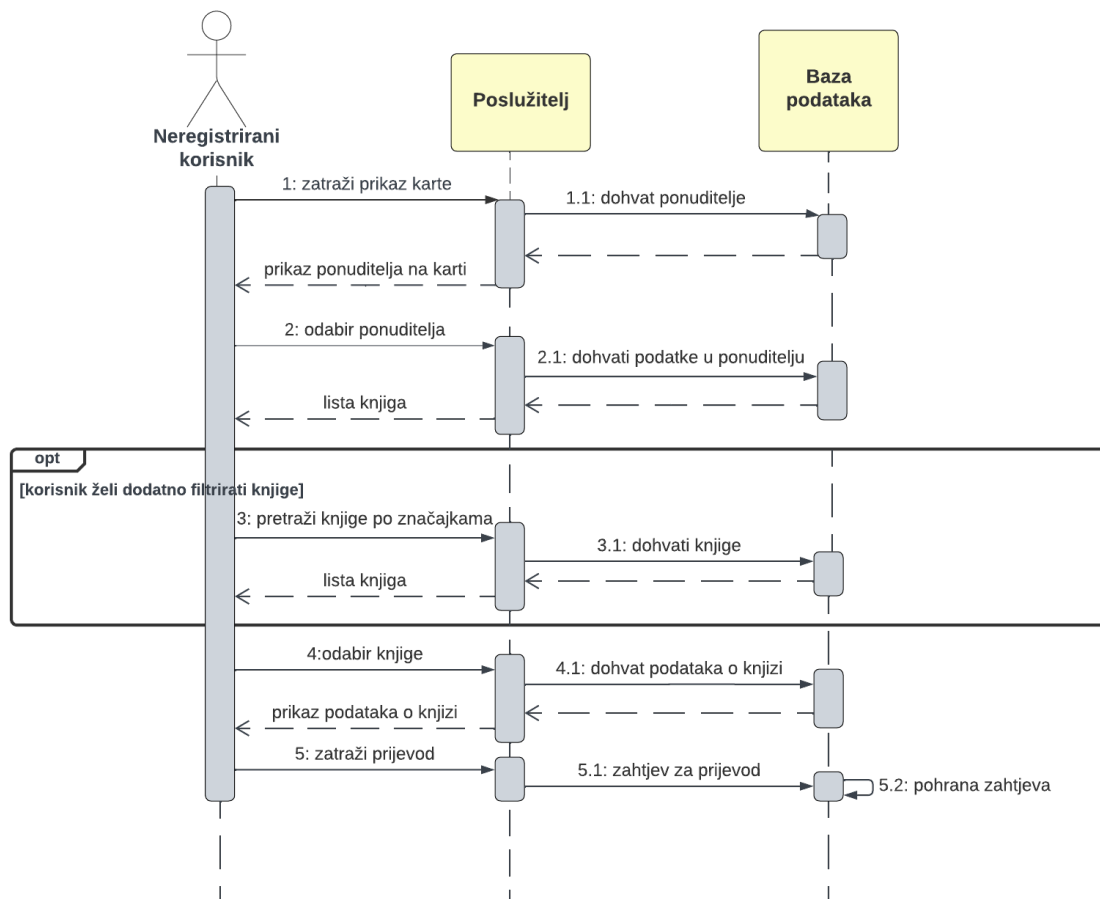 Neregistrirani
korisnik
Poslužitelj
Baza
podataka
1: zatraži prikaz karte
1.1: dohvat ponuditelje
prikaz ponuditelja na karti
2: odabir ponuditelja
2.1: dohvati podatke u ponuditelju
lista knjiga
opt
[korisnik želi dodatno filtrirati knjige]
3: pretraži knjige po značajkama
3.1: dohvati knjige
lista knjiga
4:odabir knjige
4.1: dohvat podataka o knjizi
prikaz podataka o knjizi
5: zatraži prijevod
5.1: zahtjev za prijevod
5.2: pohrana zahtjeva